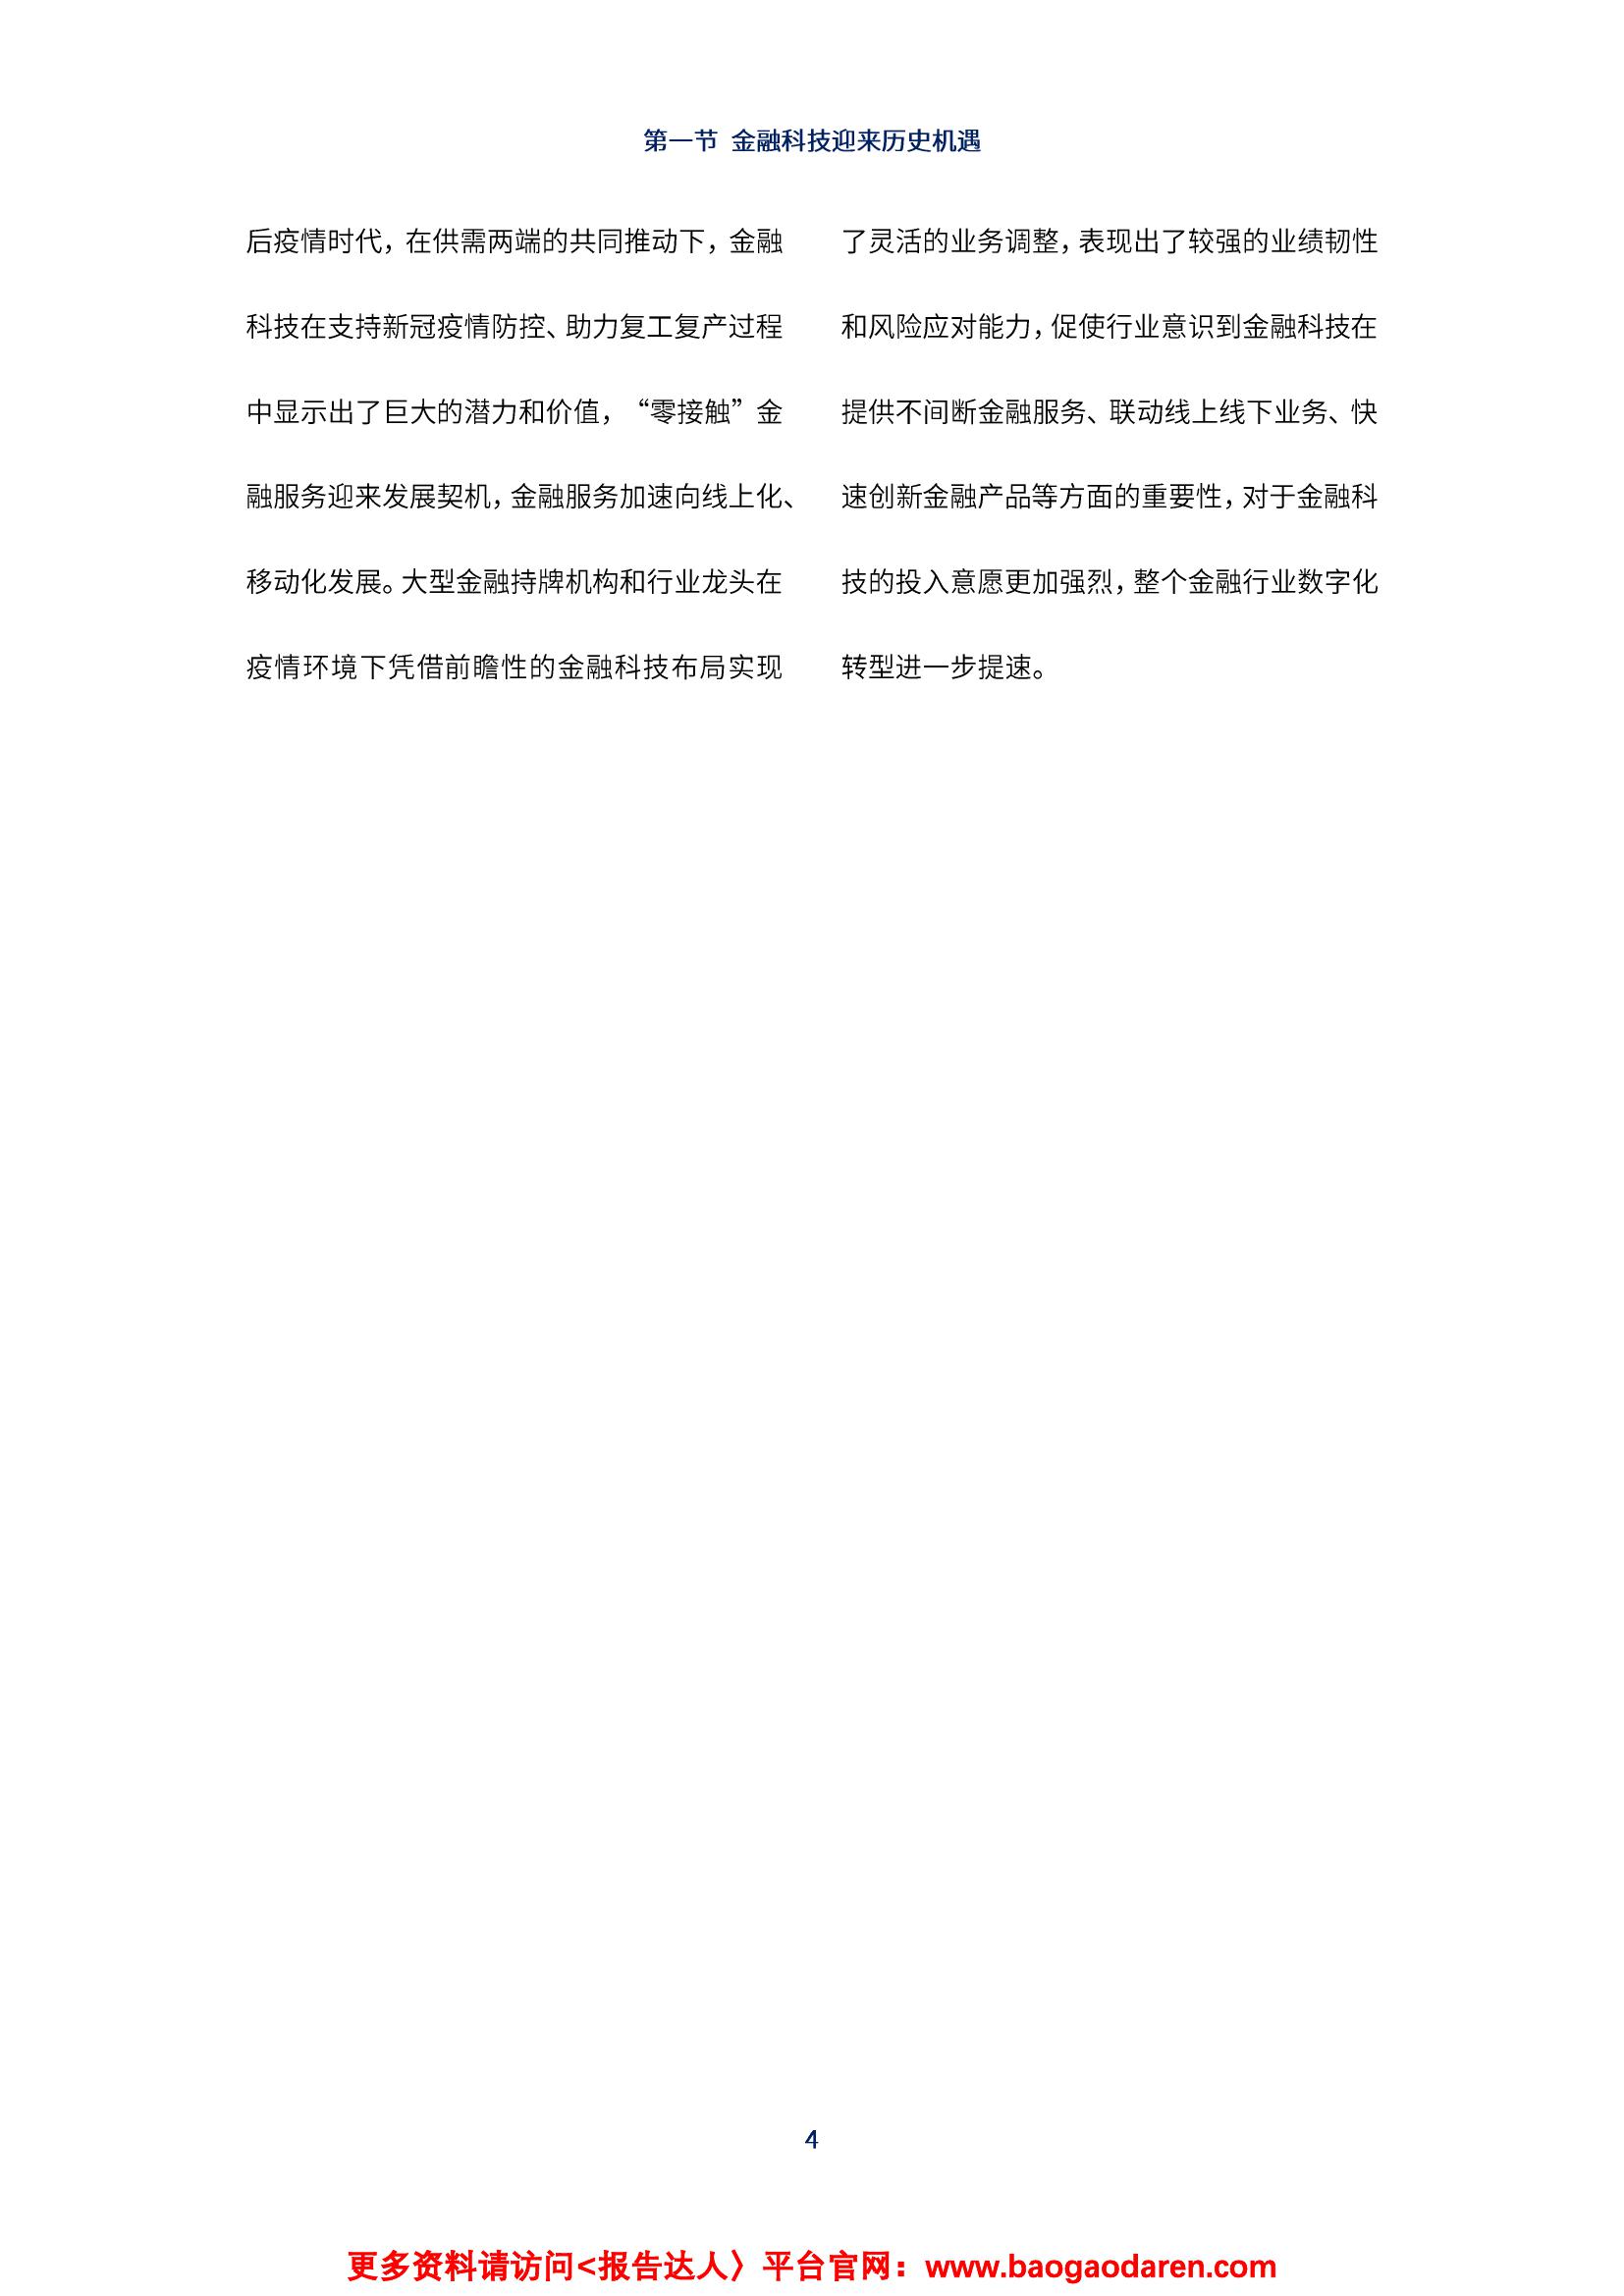 第一节 金融科技迎来历史机遇
后疫情时代，在供需两端的共同推动下，金融
科技在支持新冠疫情防控、助力复工复产过程
中显示出了巨大的潜力和价值，“零接触”金
融服务迎来发展契机，金融服务加速向线上化、
移动化发展。大型金融持牌机构和行业龙头在
疫情环境下凭借前瞻性的金融科技布局实现
了灵活的业务调整，表现出了较强的业绩韧性
和风险应对能力，促使行业意识到金融科技在
提供不间断金融服务、联动线上线下业务、快
速创新金融产品等方面的重要性，对于金融科
技的投入意愿更加强烈，整个金融行业数字化
转型进一步提速。
4
更多资料请访问<报告达人〉平台官网：www.baogaodaren.com